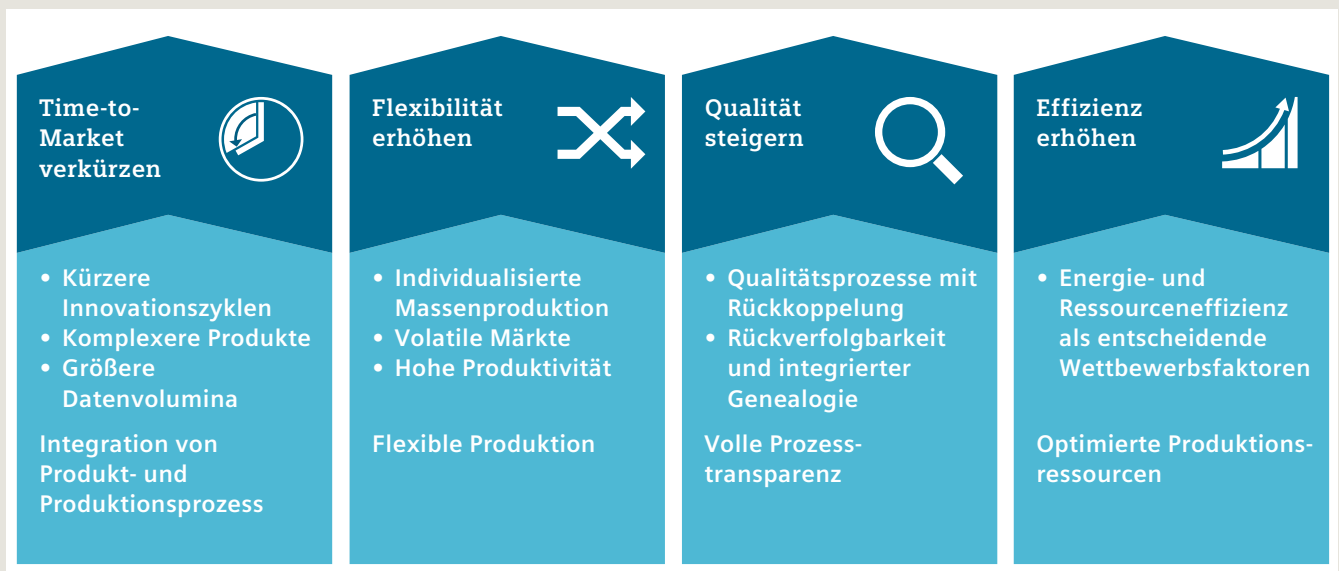 Time-to-
Market
verkürzen
• Kürzere
Innovationszyklen
• Komplexere Produkte
• Größere
Datenvolumina
Integration von
Produkt- und
Produktionsprozess
Flexibilität
erhöhen
• Individualisierte
Massenproduktion
• Volatile Märkte
• Hohe Produktivität
Flexible Produktion
Qualität
steigern
• Qualitätsprozesse mit
Rückkoppelung
• Rückverfolgbarkeit
und integrierter
Genealogie
Volle Prozess-
transparenz
Effizienz
erhöhen
• Energie- und
Ressourceneffizienz
als entscheidende
Wettbewerbsfaktoren
Optimierte Produktions-
ressourcen